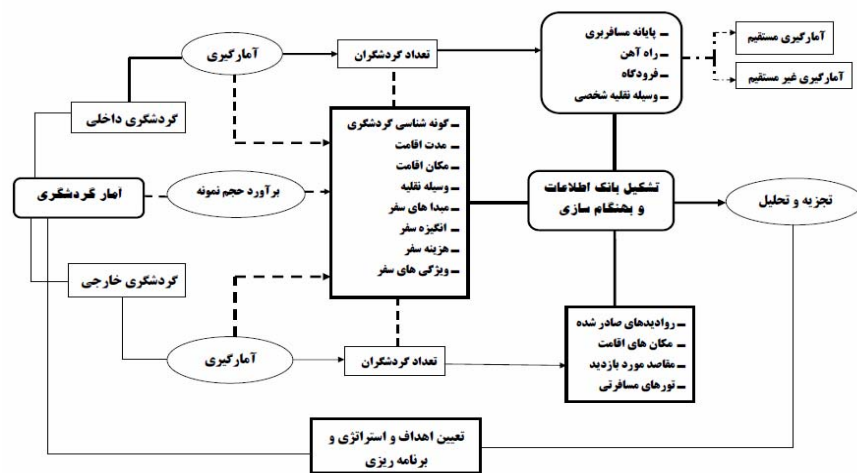 آمارگیری
تعداد گردشگران
ـ پایانه مسافربری
ـ راه آهن
ـ فرودگاه
ـ وسیله نقلیه شخصی
آمارگیری مستقیم
آمارگیری غیر مستقیم
گردشگری داخلی
ـ گونه شناسی گردشگری
ـ مدت اقامت
ـ مکان اقامت
ـ وسیله نقلیه
ـ مبدا های سفر
ـ انگیزه سفر
ـ هزینه سفر
ـ ویژگی های سفر
آمار گردشگری
برآورد حجم نمونه
تشکیل بانک اطلاعات
و بهنگام سازی
تجزیه و تحلیل
گردشگری خارجی
آمارگیری
تعداد گردشگران
ـ روادیدهای صادر شده
ـ مکان های اقامت
ـ مقاصد مورد بازدید
ـ تورهای مسافرتی
تعیین اهداف و استراتژی و
برنامه ریزی